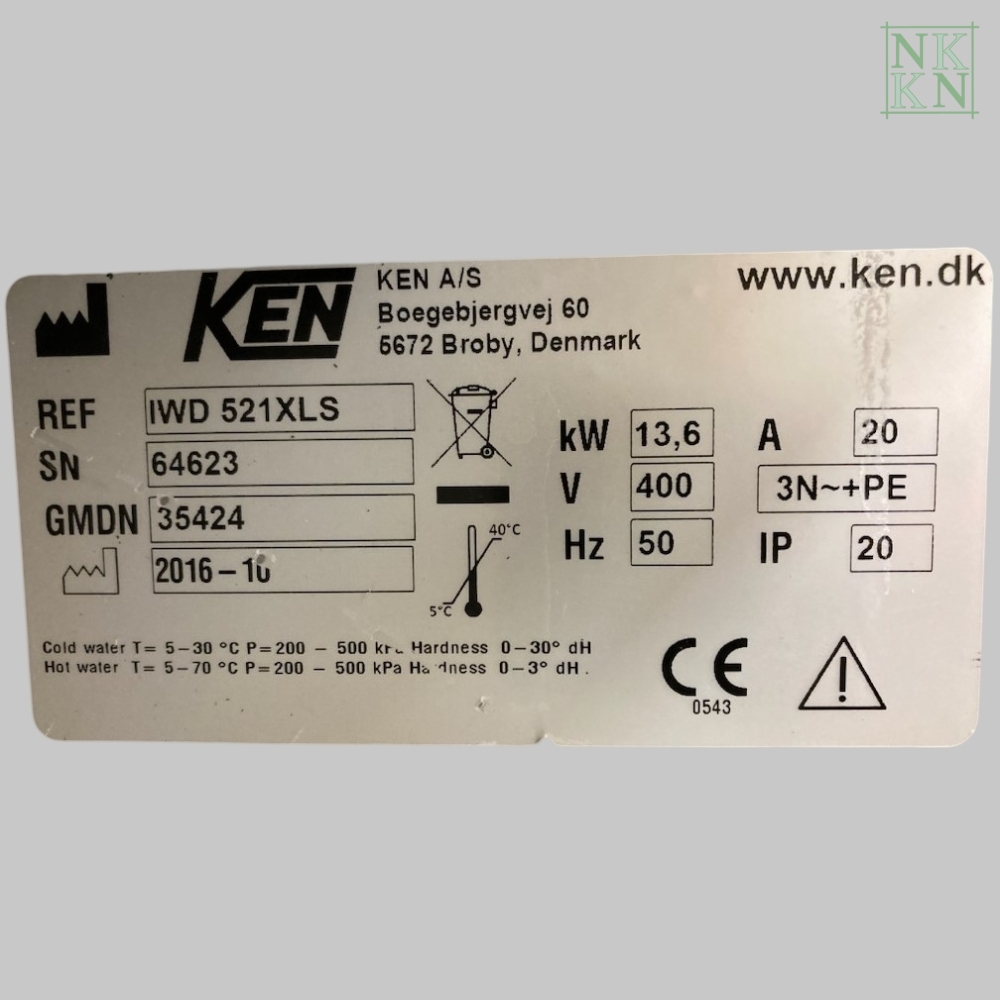 NK
KN
KEN
KEN A/S
Boegebjergvej 60
5672 Broby, Denmark
www.ken.dk
REF IWD 521XLS
SN 64623
GMDN 35424
2016-10
40°C
5°C
kW 13,6 A 20
V 400 3N~+PE
Hz 50 IP 20
Cold water T= 5-30 °C P=200 - 500 kPa Hardness 0-30° dH
Hot water T= 5-70 °C P=200 - 500 kPa Hardness 0-3° dH.
CE
0543